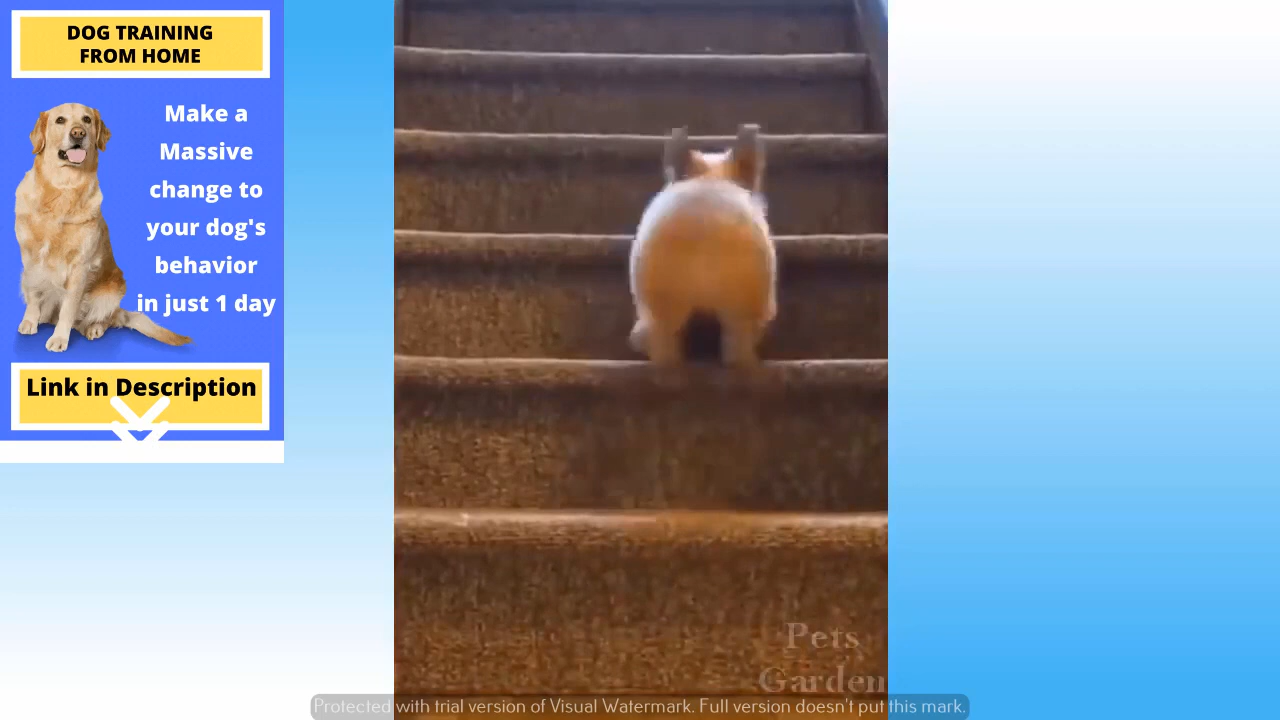 DOG TRAINING
FROM HOME
Make a
Massive
change to
your dog's
behavior
in just 1 day
Link in Description
Pets
Garden
Protected with trial version of Visual Watermark. Full version doesn't put this mark.